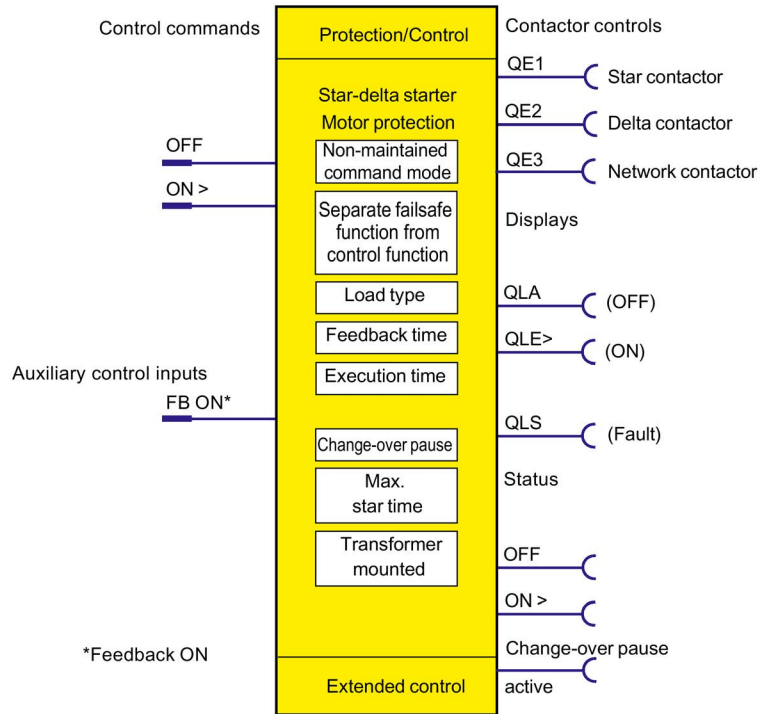 Control commands
Protection/Control
Contactor controls
QE1
Star contactor
Star-delta starter
Motor protection
QE2
Delta contactor
OFF
Non-maintained
command mode
QE3
Network contactor
ON >
Separate failsafe
function from
control function
Displays
Load type
QLA
(OFF)
Feedback time
QLE>
(ON)
Auxiliary control inputs
Execution time
FB ON*
QLS
(Fault)
Change-over pause
Max.
star time
Status
Transformer
mounted
OFF
ON >
*Feedback ON
Change-over pause
active
Extended control